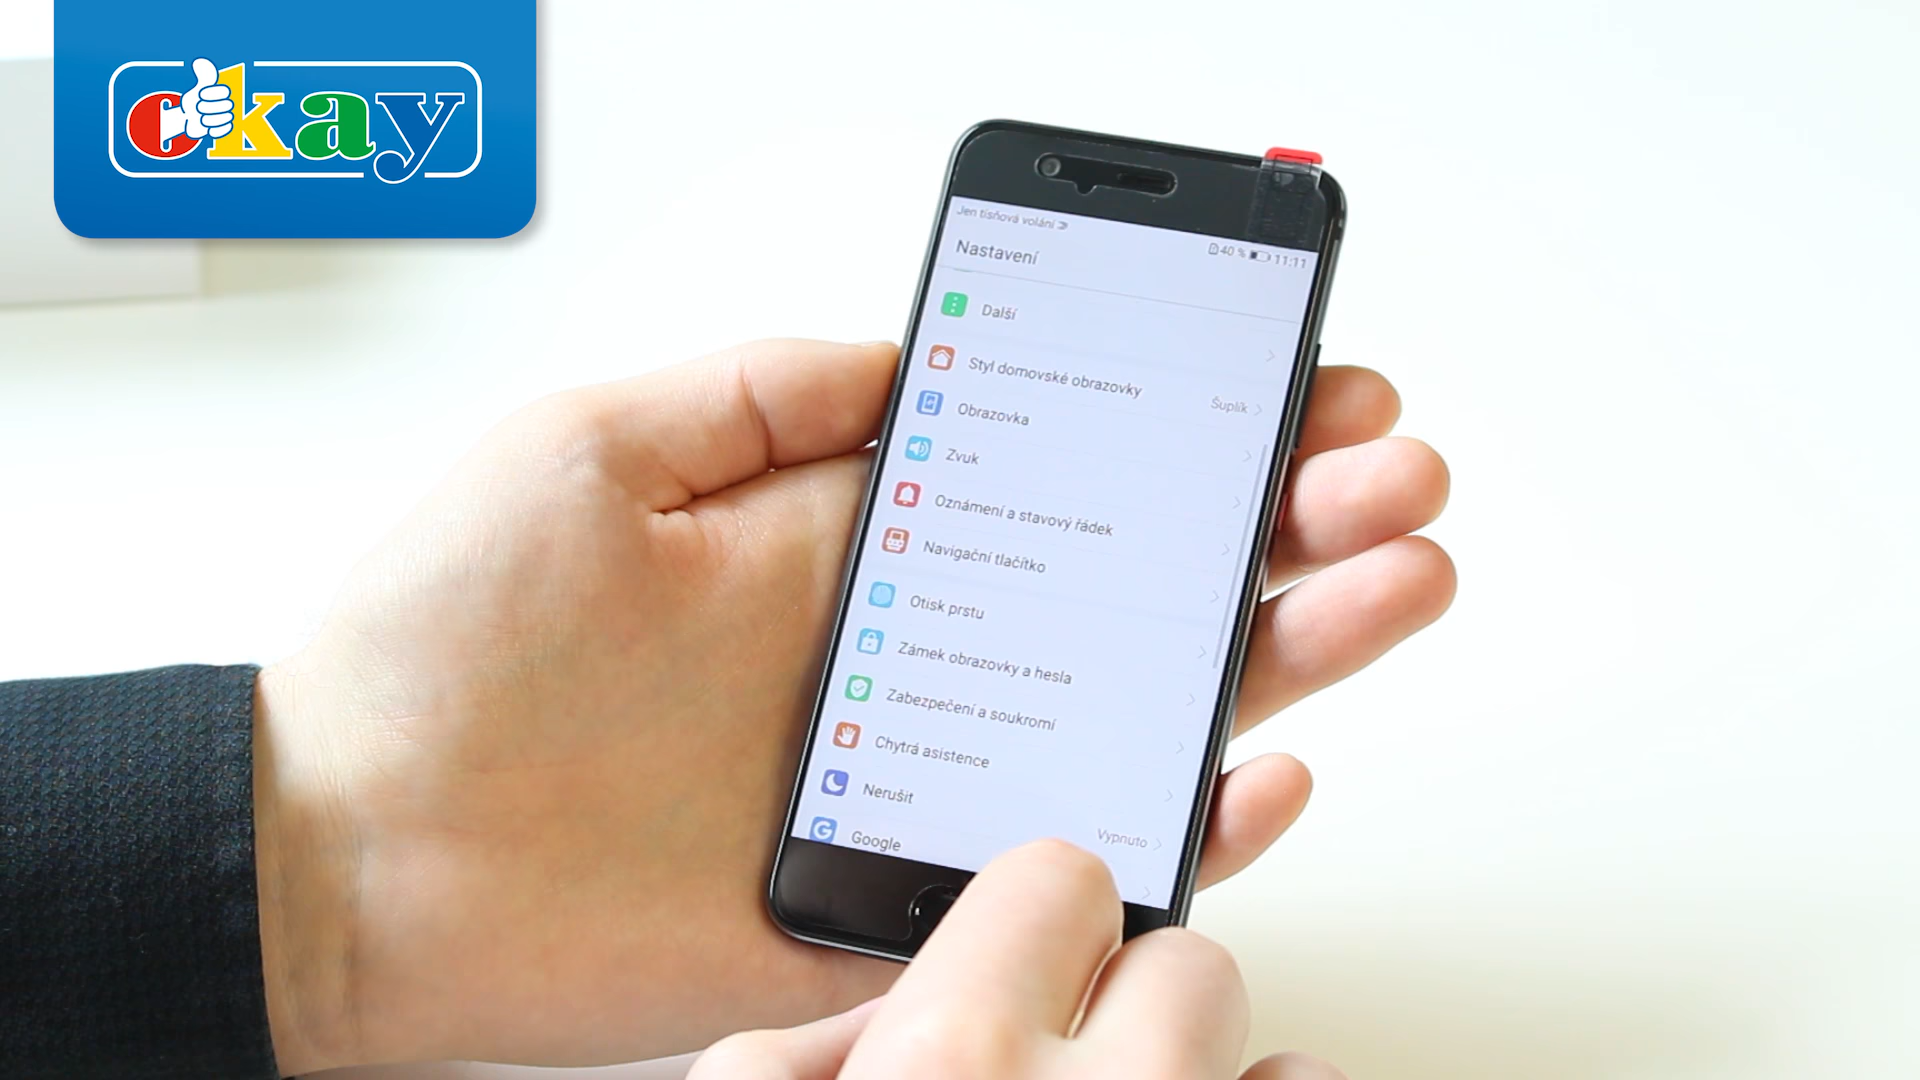 okay
Jen tísňová volání
40 % 11:11
Nastavení
Další
Styl domovské obrazovky Šuplík
Obrazovka
Zvuk
Oznámení a stavový řádek
Navigační tlačítko
Otisk prstu
Zámek obrazovky a hesla
Zabezpečení a soukromí
Chytrá asistence
Nerušit Vypnuto
Google